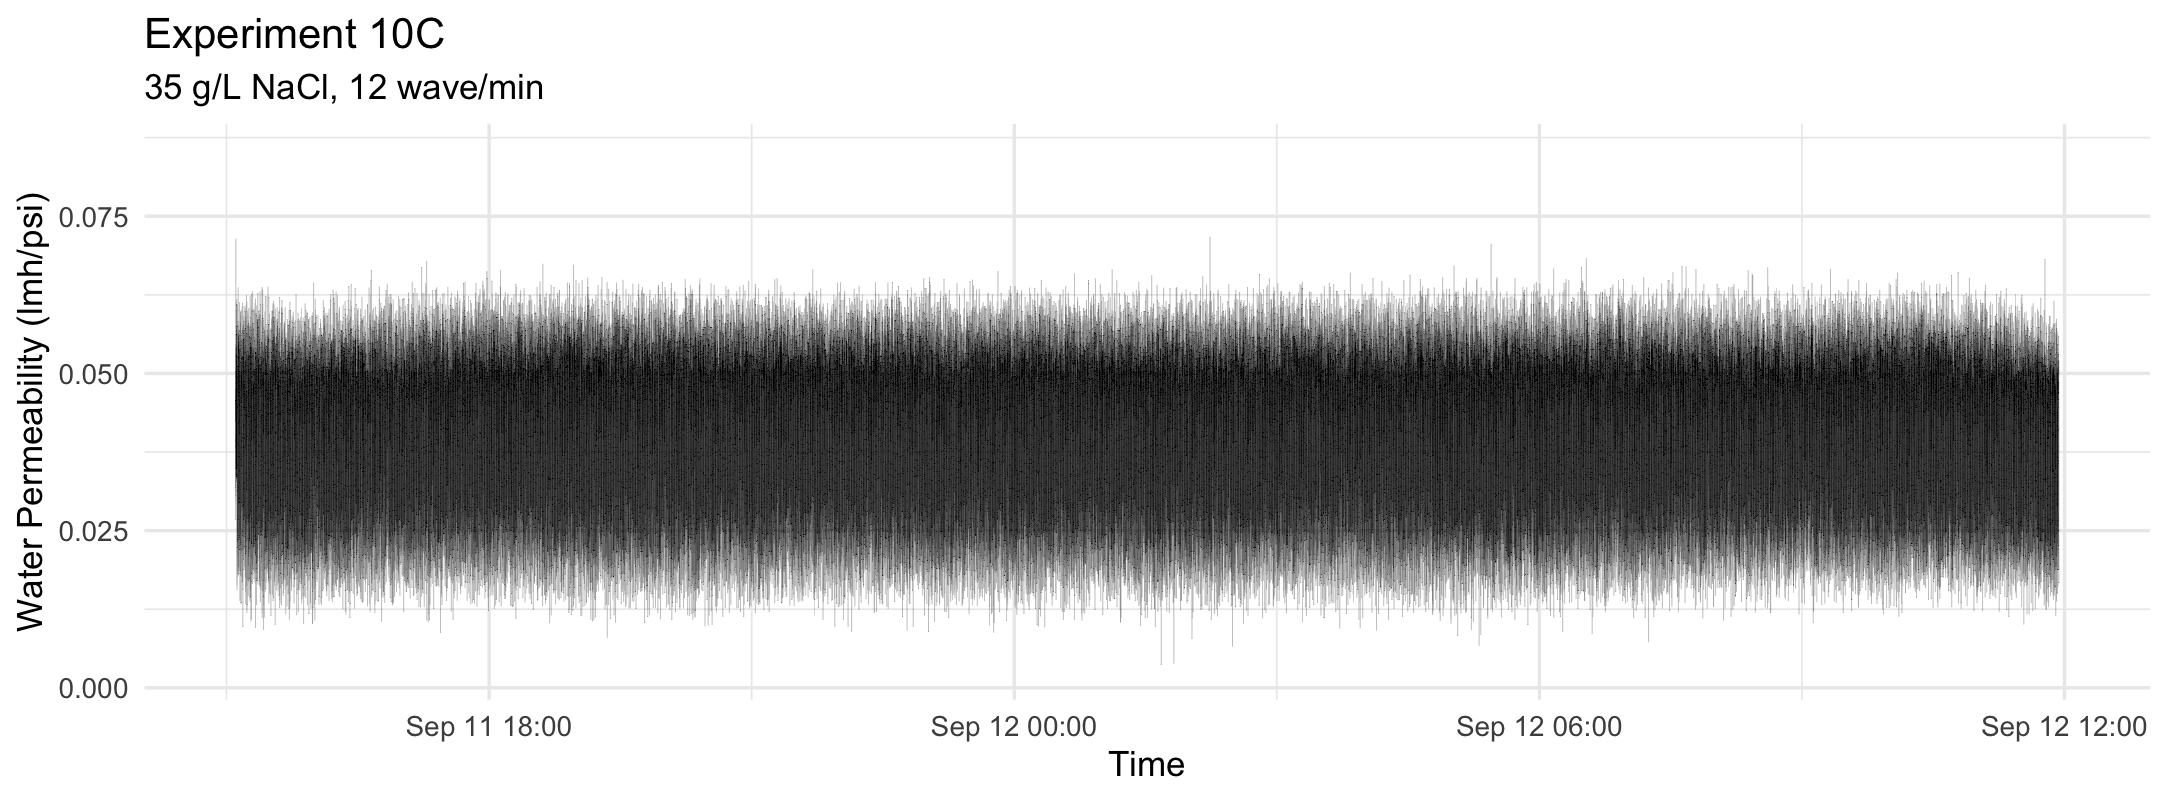 Experiment 10C
35 g/L NaCl, 12 wave/min
Water Permeability (lmh/psi)
0.075
0.050
0.025
0.000
Sep 11 18:00
Sep 12 00:00
Sep 12 06:00
Sep 12 12:00
Time